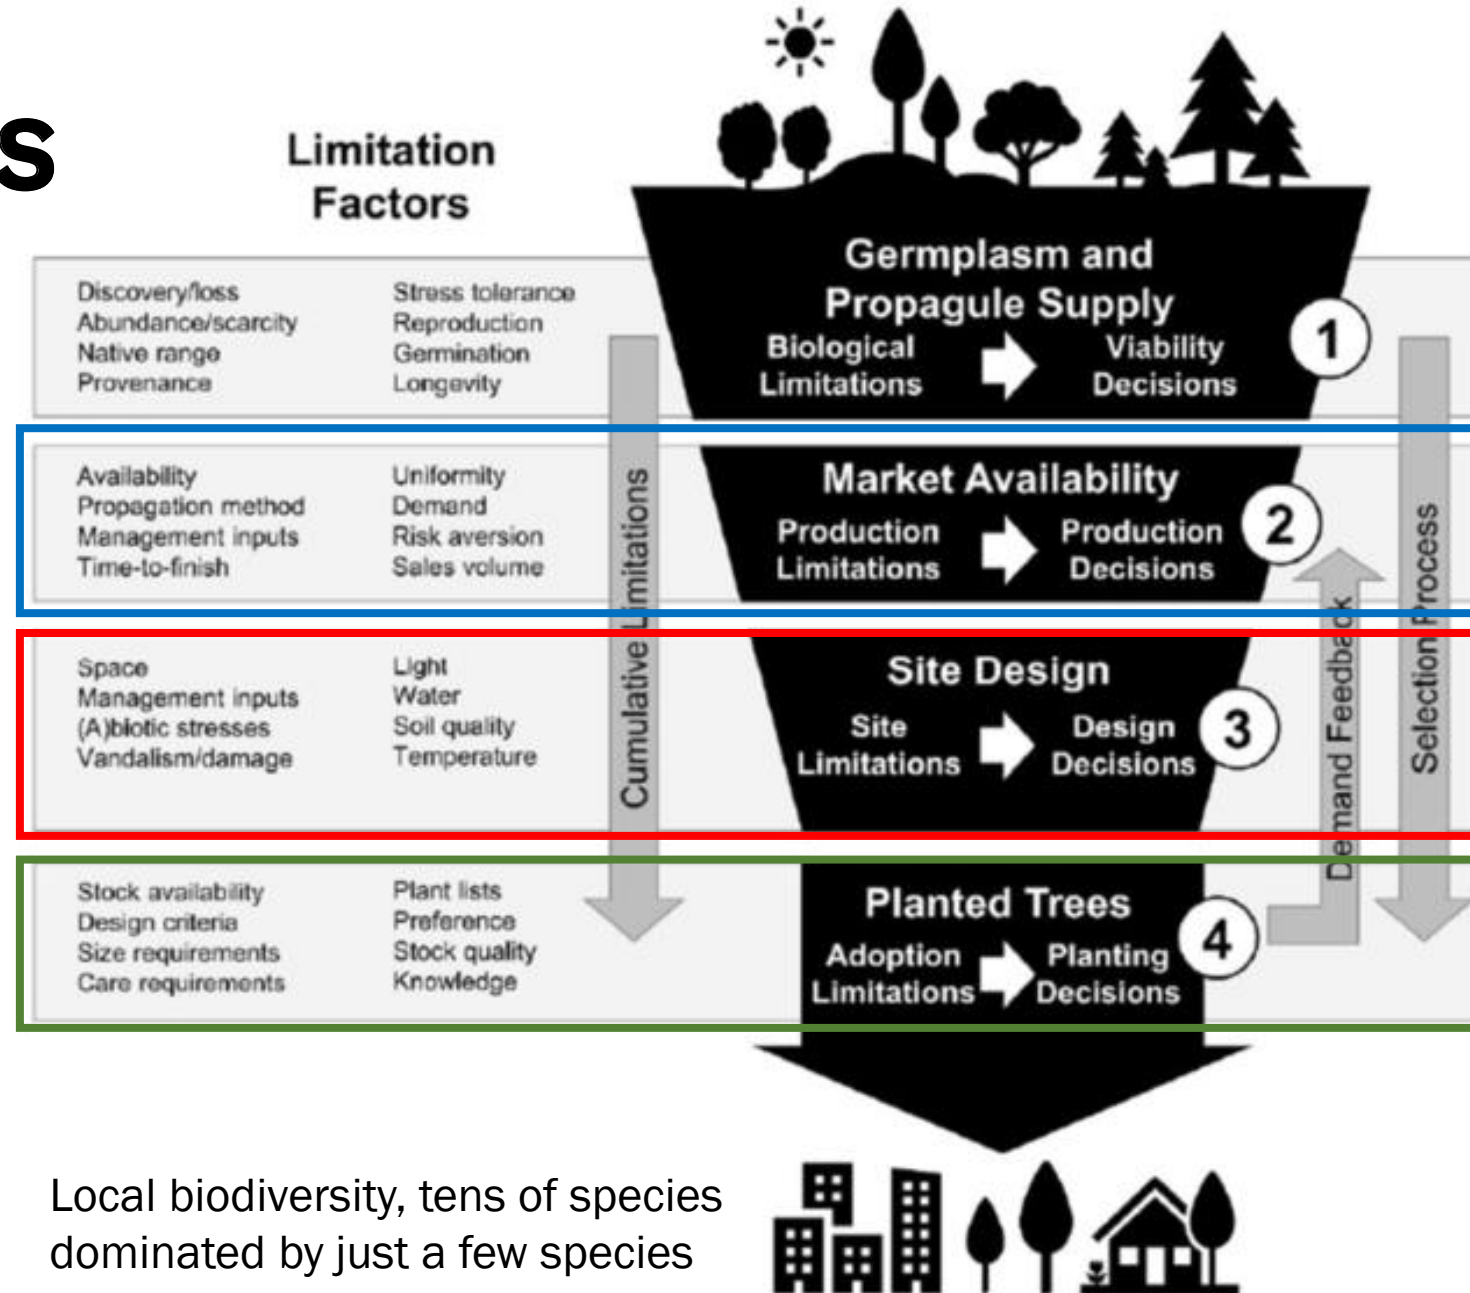 s
Limitation
Factors
Discovery/loss
Abundance/scarcity
Native range
Provenance
Stress tolerance
Reproduction
Germination
Longevity
Germplasm and
Propagule Supply
Biological
Limitations
Viability
Decisions
1
Availability
Propagation method
Management inputs
Time-to-finish
Uniformity
Demand
Risk aversion
Sales volume
Market Availability
Production
Limitations
Production
Decisions
2
Space
Management inputs
(A)biotic stresses
Vandalism/damage
Light
Water
Soil quality
Temperature
Site Design
Site
Limitations
Design
Decisions
3
Stock availability
Design criteria
Size requirements
Care requirements
Plant lists
Preference
Stock quality
Knowledge
Planted Trees
Adoption
Limitations
Planting
Decisions
4
Cumulative Limitations
Demand Feedback
Selection Process
Local biodiversity, tens of species
dominated by just a few species